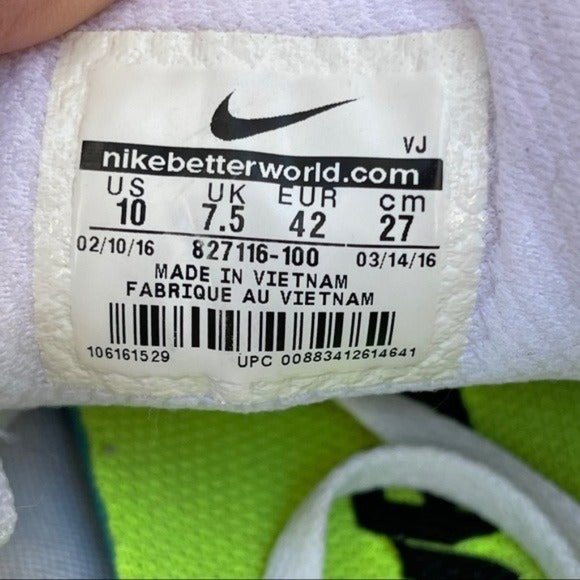 VJ
nikebetterworld.com
US UK EUR cm
10 7.5 42 27
02/10/16 827116-100 03/14/16
MADE IN VIETNAM
FABRIQUE AU VIETNAM
106161529 UPC 00883412614641